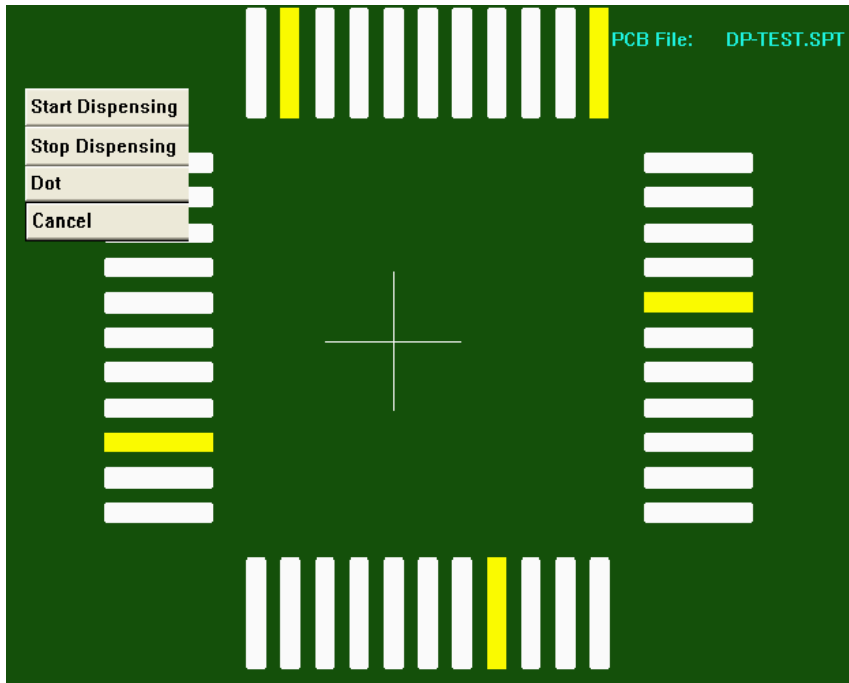 PCB File: DP-TEST.SPT
Start Dispensing
Stop Dispensing
Dot
Cancel